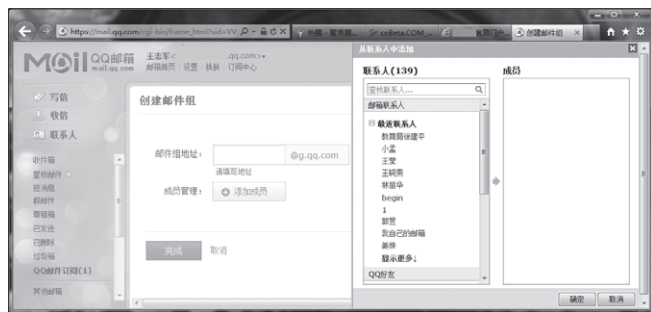 https://mail.qq.com/cgi-bin/frame_html?sid=VV
cnBeta.COM_...
创建邮件组
MAil QQ邮箱
mail.qq.com
王志军<
.qq.com>
邮箱首页 | 设置 - 换肤 | 订阅中心
写信
收信
联系人
收件箱
星标邮件
群邮件
草稿箱
已发送
已删除
垃圾箱
QQ邮件订阅(1)
其他邮箱
创建邮件组
邮件组地址:
@g.qq.com
请填写地址
成员管理:
添加成员
完成
取消
从联系人中添加
联系人(139)
成员
查找联系人...
邮箱联系人
最近联系人
教育局徐建平
小孟
王莹
林苗华
begin
1
郭昱
我自己的邮箱
姜锋
显示更多↓
QQ好友
确定
取消